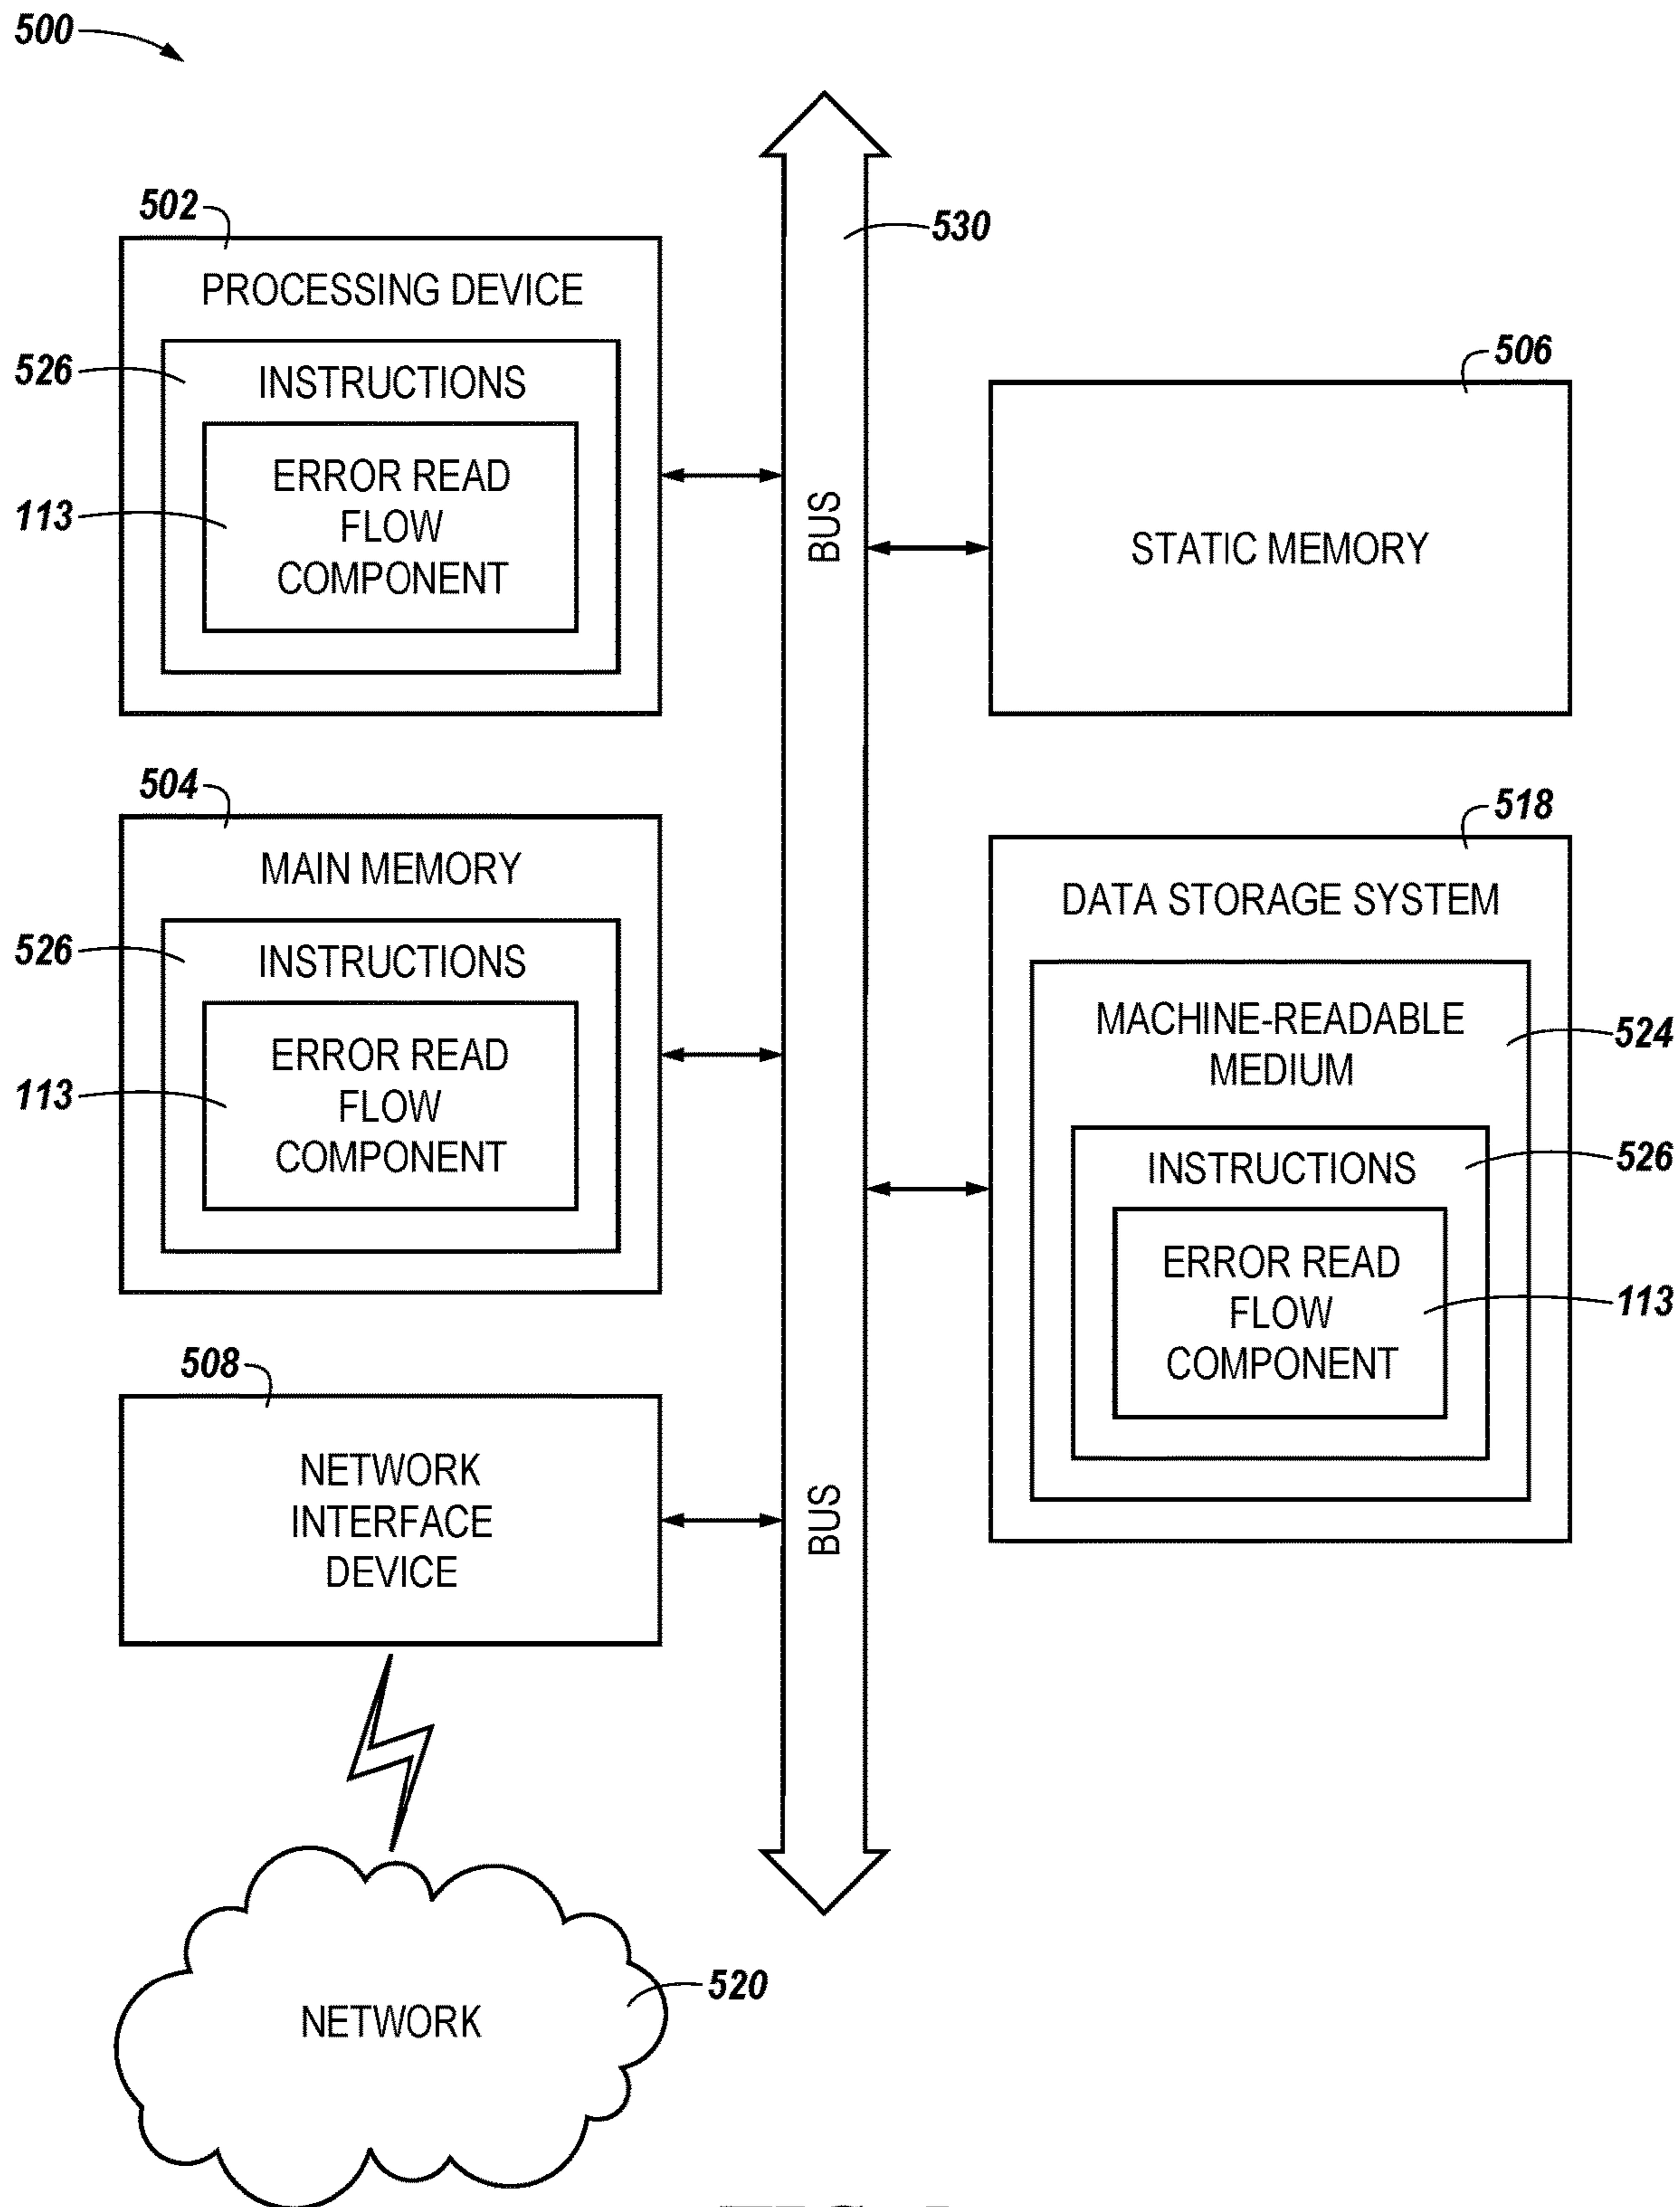 500
502
PROCESSING DEVICE
526
INSTRUCTIONS
113
ERROR READ
FLOW
COMPONENT
530
BUS
506
STATIC MEMORY
504
MAIN MEMORY
526
INSTRUCTIONS
113
ERROR READ
FLOW
COMPONENT
518
DATA STORAGE SYSTEM
MACHINE-READABLE
MEDIUM
524
INSTRUCTIONS
526
ERROR READ
FLOW
COMPONENT
113
508
NETWORK
INTERFACE
DEVICE
BUS
NETWORK
520